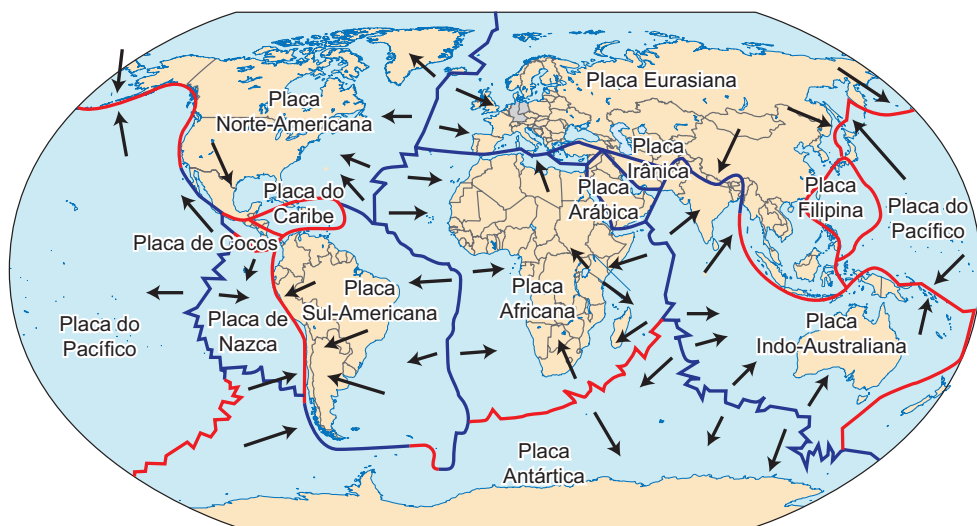 Placa Eurasiana
Placa
Norte-Americana
Placa
Irânica
Placa do
Caribe
Placa
Arábica
Placa
Filipina
Placa do
Pacífico
Placa de Cocos
Placa
Sul-Americana
Placa
Africana
Placa do
Pacífico
Placa de
Nazca
Placa
Indo-Australiana
Placa
Antártica